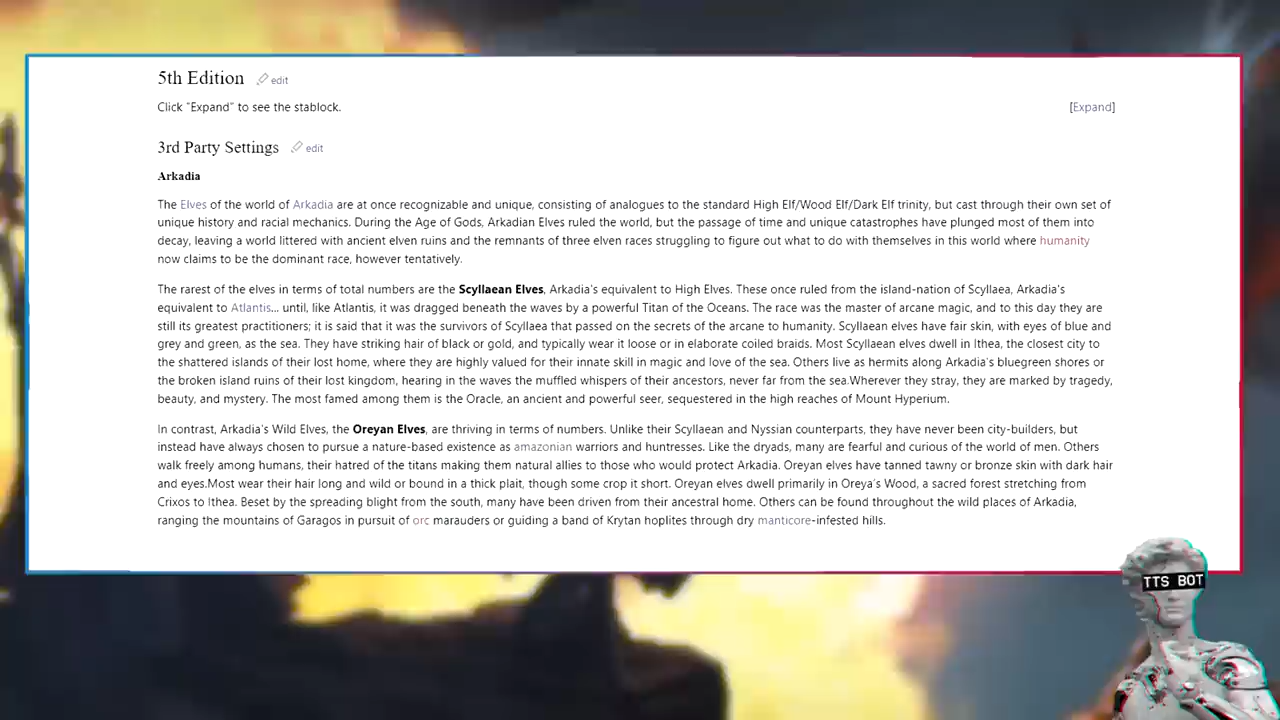 5th Edition edit
Click "Expand" to see the stablock. [Expand]
3rd Party Settings edit
Arkadia
The Elves of the world of Arkadia are at once recognizable and unique, consisting of analogues to the standard High Elf/Wood Elf/Dark Elf trinity, but cast through their own set of
unique history and racial mechanics. During the Age of Gods, Arkadian Elves ruled the world, but the passage of time and unique catastrophes have plunged most of them into
decay, leaving a world littered with ancient elven ruins and the remnants of three elven races struggling to figure out what to do with themselves in this world where humanity
now claims to be the dominant race, however tentatively.
The rarest of the elves in terms of total numbers are the Scyllaean Elves, Arkadia's equivalent to High Elves. These once ruled from the island-nation of Scyllaea, Arkadia's
equivalent to Atlantis... until, like Atlantis, it was dragged beneath the waves by a powerful Titan of the Oceans. The race was the master of arcane magic, and to this day they are
still its greatest practitioners; it is said that it was the survivors of Scyllaea that passed on the secrets of the arcane to humanity. Scyllaean elves have fair skin, with eyes of blue and
grey and green, as the sea. They have striking hair of black or gold, and typically wear it loose or in elaborate coiled braids. Most Scyllaean elves dwell in Ithea, the closest city to
the shattered islands of their lost home, where they are highly valued for their innate skill in magic and love of the sea. Others live as hermits along Arkadia's bluegreen shores or
the broken island ruins of their lost kingdom, hearing in the waves the muffled whispers of their ancestors, never far from the sea.Wherever they stray, they are marked by tragedy,
beauty, and mystery. The most famed among them is the Oracle, an ancient and powerful seer, sequestered in the high reaches of Mount Hyperium.
In contrast, Arkadia's Wild Elves, the Oreyan Elves, are thriving in terms of numbers. Unlike their Scyllaean and Nyssian counterparts, they have never been city-builders, but
instead have always chosen to pursue a nature-based existence as amazonian warriors and huntresses. Like the dryads, many are fearful and curious of the world of men. Others
walk freely among humans, their hatred of the titans making them natural allies to those who would protect Arkadia. Oreyan elves have tanned tawny or bronze skin with dark hair
and eyes.Most wear their hair long and wild or bound in a thick plait, though some crop it short. Oreyan elves dwell primarily in Oreya's Wood, a sacred forest stretching from
Crixos to Ithea. Beset by the spreading blight from the south, many have been driven from their ancestral home. Others can be found throughout the wild places of Arkadia,
ranging the mountains of Garagos in pursuit of orc marauders or guiding a band of Krytan hoplites through dry manticore-infested hills.
TTS BOT